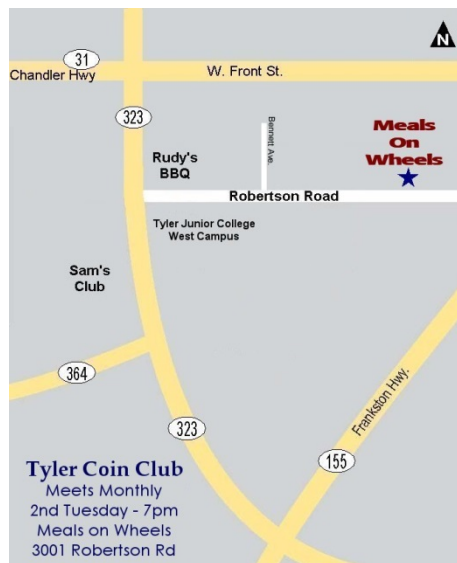 N
31
Chandler Hwy
W. Front St.
323
Bennett Ave.
Meals
On
Wheels
Rudy's
BBQ
Robertson Road
Tyler Junior College
West Campus
Sam's
Club
364
323
Frankston Hwy.
155
Tyler Coin Club
Meets Monthly
2nd Tuesday - 7pm
Meals on Wheels
3001 Robertson Rd